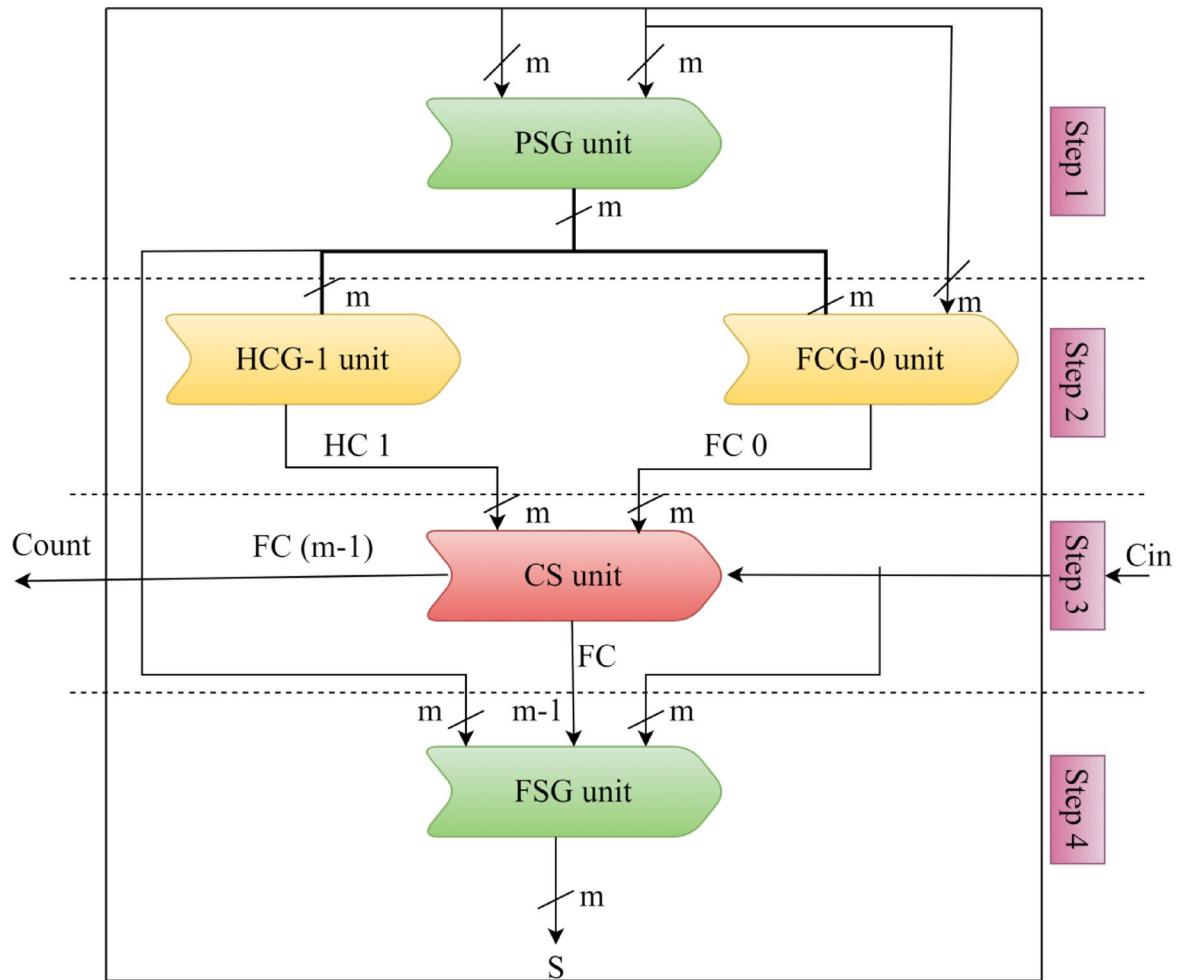 m
m
PSG unit
Step 1
m
m
m
m
HCG-1 unit
FCG-0 unit
Step 2
HC 1
FC 0
m
m
Count
FC (m-1)
CS unit
Step 3
Cin
FC
m
m-1
m
FSG unit
Step 4
m
S